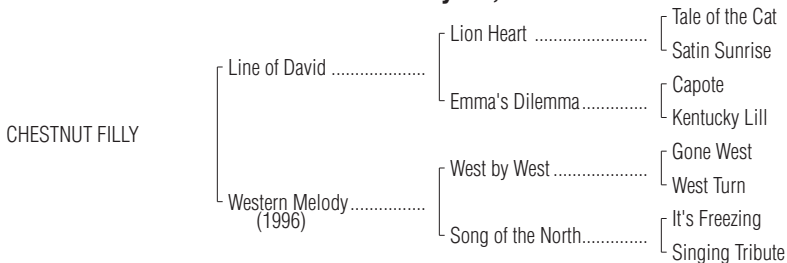 Tale of the Cat
Lion Heart ........................
Satin Sunrise
Line of David ....................
Capote
Emma's Dilemma..............
Kentucky Lill
CHESTNUT FILLY
Gone West
West by West ....................
West Turn
Western Melody................
(1996)
It's Freezing
Song of the North..............
Singing Tribute